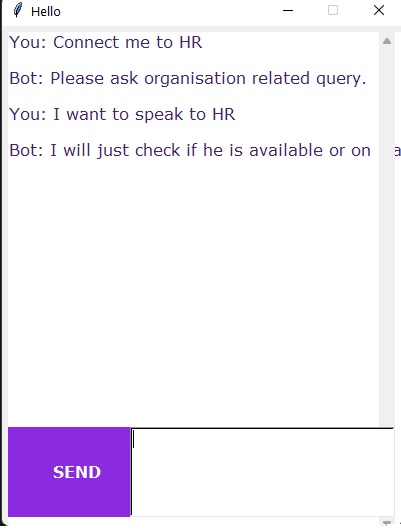 Hello
You: Connect me to HR
Bot: Please ask organisation related query.
You: I want to speak to HR
Bot: I will just check if he is available or on
SEND